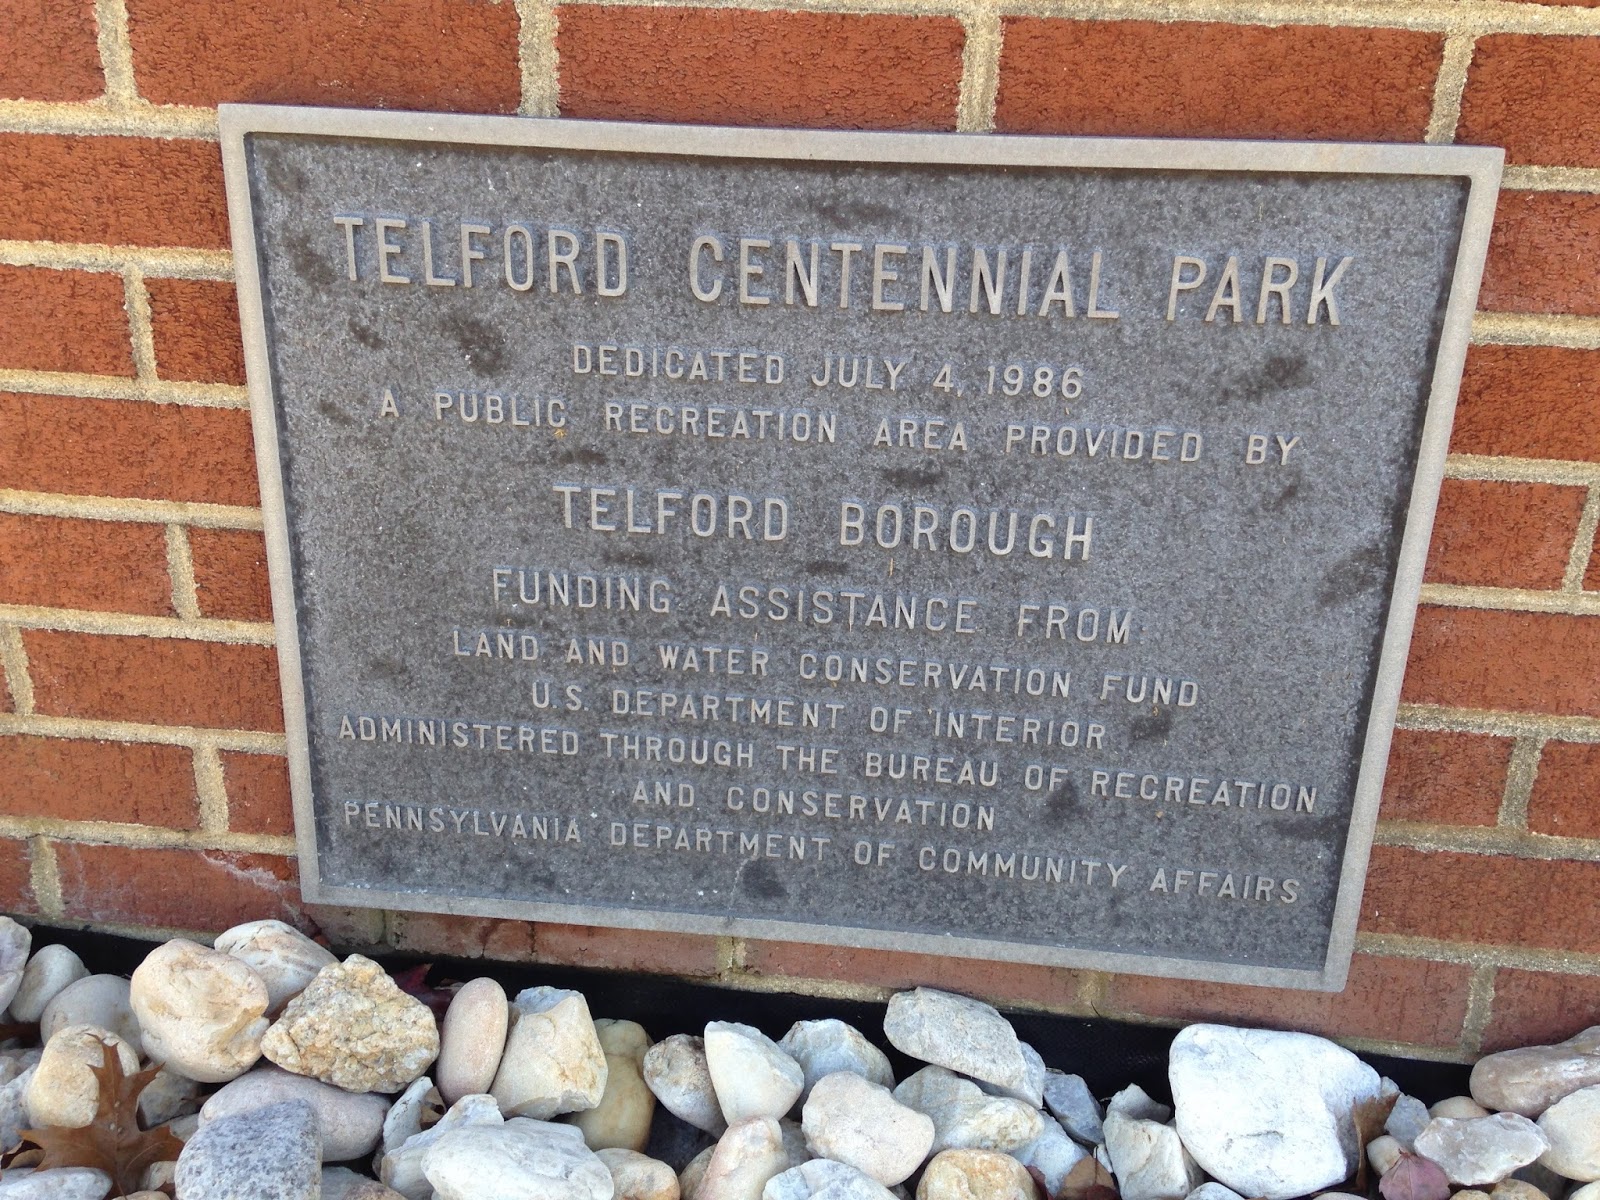 TELFORD CENTENNIAL PARK
DEDICATED JULY 4, 1986
A PUBLIC RECREATION AREA PROVIDED BY
TELFORD BOROUGH
FUNDING ASSISTANCE FROM
LAND AND WATER CONSERVATION FUND
U.S. DEPARTMENT OF INTERIOR
ADMINISTERED THROUGH THE BUREAU OF RECREATION
AND CONSERVATION
PENNSYLVANIA DEPARTMENT OF COMMUNITY AFFAIRS